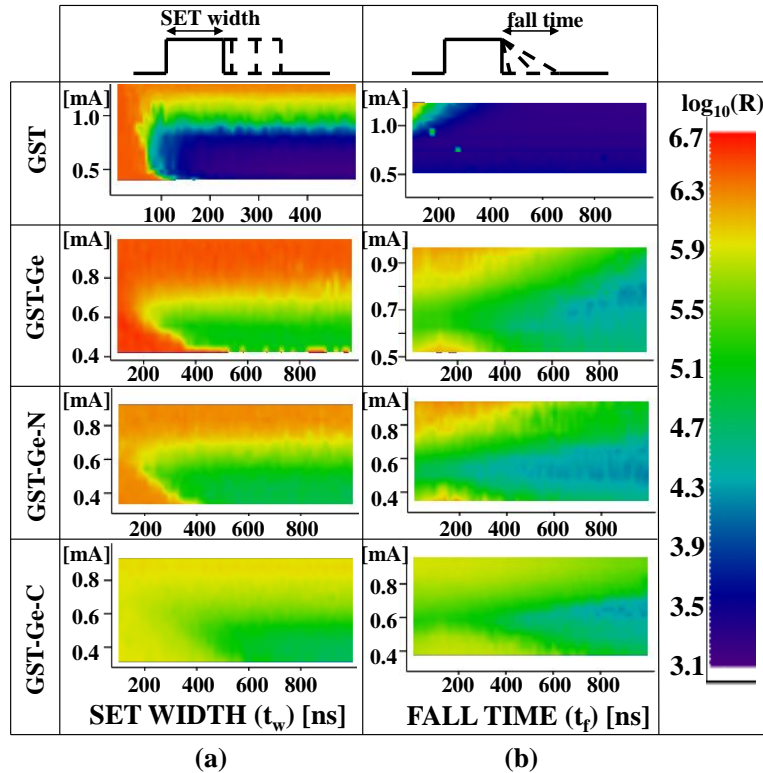 SET width
fall time
GST
[mA]
1.0
0.5
100 200 300 400
[mA]
1.0
0.5
200 400 600 800
log10(R)
6.7
6.3
5.9
5.5
5.1
4.7
4.3
3.9
3.5
3.1
GST-Ge
[mA]
0.8
0.6
0.4
200 400 600 800
[mA]
0.9
0.7
0.5
200 400 600 800
GST-Ge-N
[mA]
0.8
0.6
0.4
200 400 600 800
[mA]
0.8
0.6
0.4
200 400 600 800
GST-Ge-C
[mA]
0.8
0.6
0.4
200 400 600 800
[mA]
0.8
0.6
0.4
200 400 600 800
SET WIDTH (tw) [ns]
FALL TIME (tf) [ns]
(a)
(b)